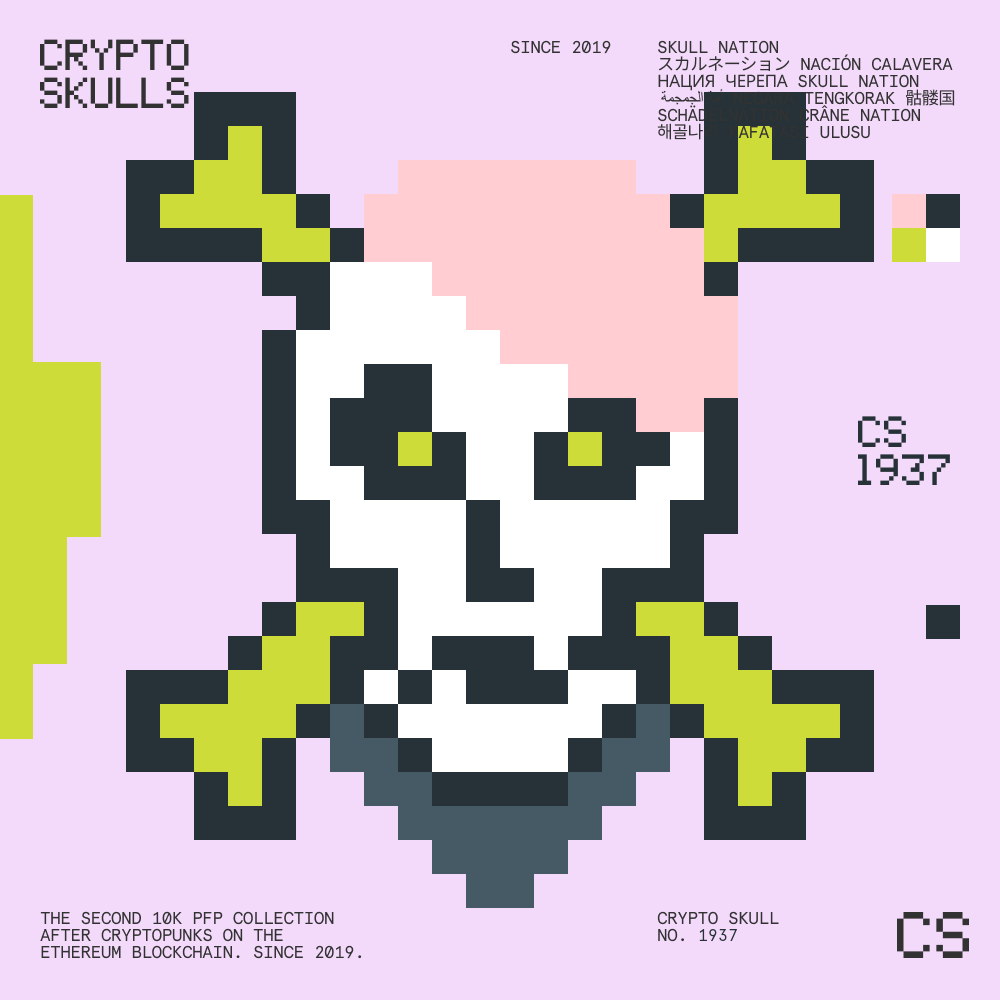 CRYPTO
SKULLS
SINCE 2019
SKULL NATION
スカルネーション NACIÓN CALAVERA
НАЦИЯ ЧЕРЕПА SKULL NATION
الجمجمة TENGKORAK 骷髅国
CRÂNE NATION
해골 ULUSU
CS
1937
THE SECOND 10K PFP COLLECTION
AFTER CRYPTOPUNKS ON THE
ETHEREUM BLOCKCHAIN. SINCE 2019.
CRYPTO SKULL
NO. 1937
CS